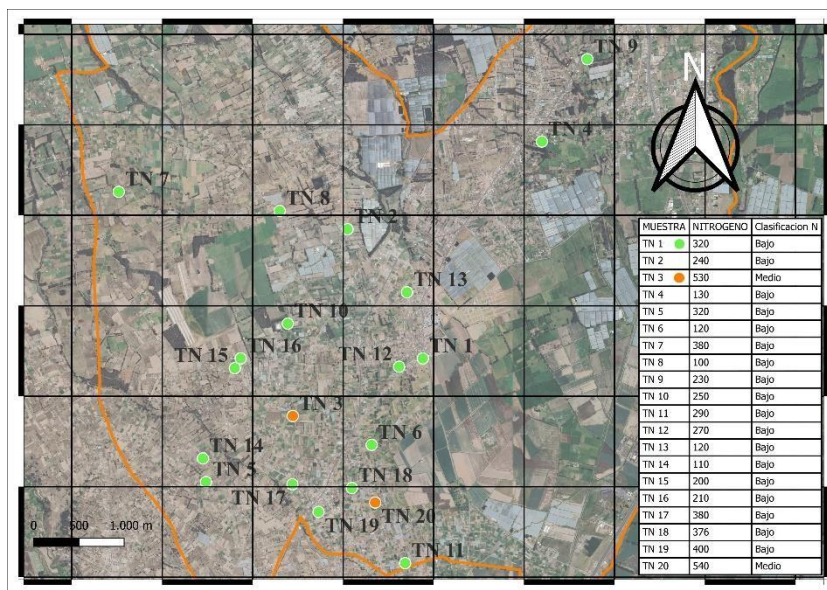 TN 9
N
TN 4
TN 7
TN 8
TN 2
TN 13
TN 10
TN 15 TN 16
TN 12 TN 1
TN 3
TN 6
TN 14
TN 5
TN 17 TN 18
TN 19 TN 20
TN 11
0 500 1.000 m
MUESTRA NITROGENO Clasificacion N
TN 1 320 Bajo
TN 2 240 Bajo
TN 3 530 Medio
TN 4 130 Bajo
TN 5 320 Bajo
TN 6 120 Bajo
TN 7 380 Bajo
TN 8 100 Bajo
TN 9 230 Bajo
TN 10 250 Bajo
TN 11 290 Bajo
TN 12 270 Bajo
TN 13 120 Bajo
TN 14 110 Bajo
TN 15 200 Bajo
TN 16 210 Bajo
TN 17 380 Bajo
TN 18 376 Bajo
TN 19 400 Bajo
TN 20 540 Medio